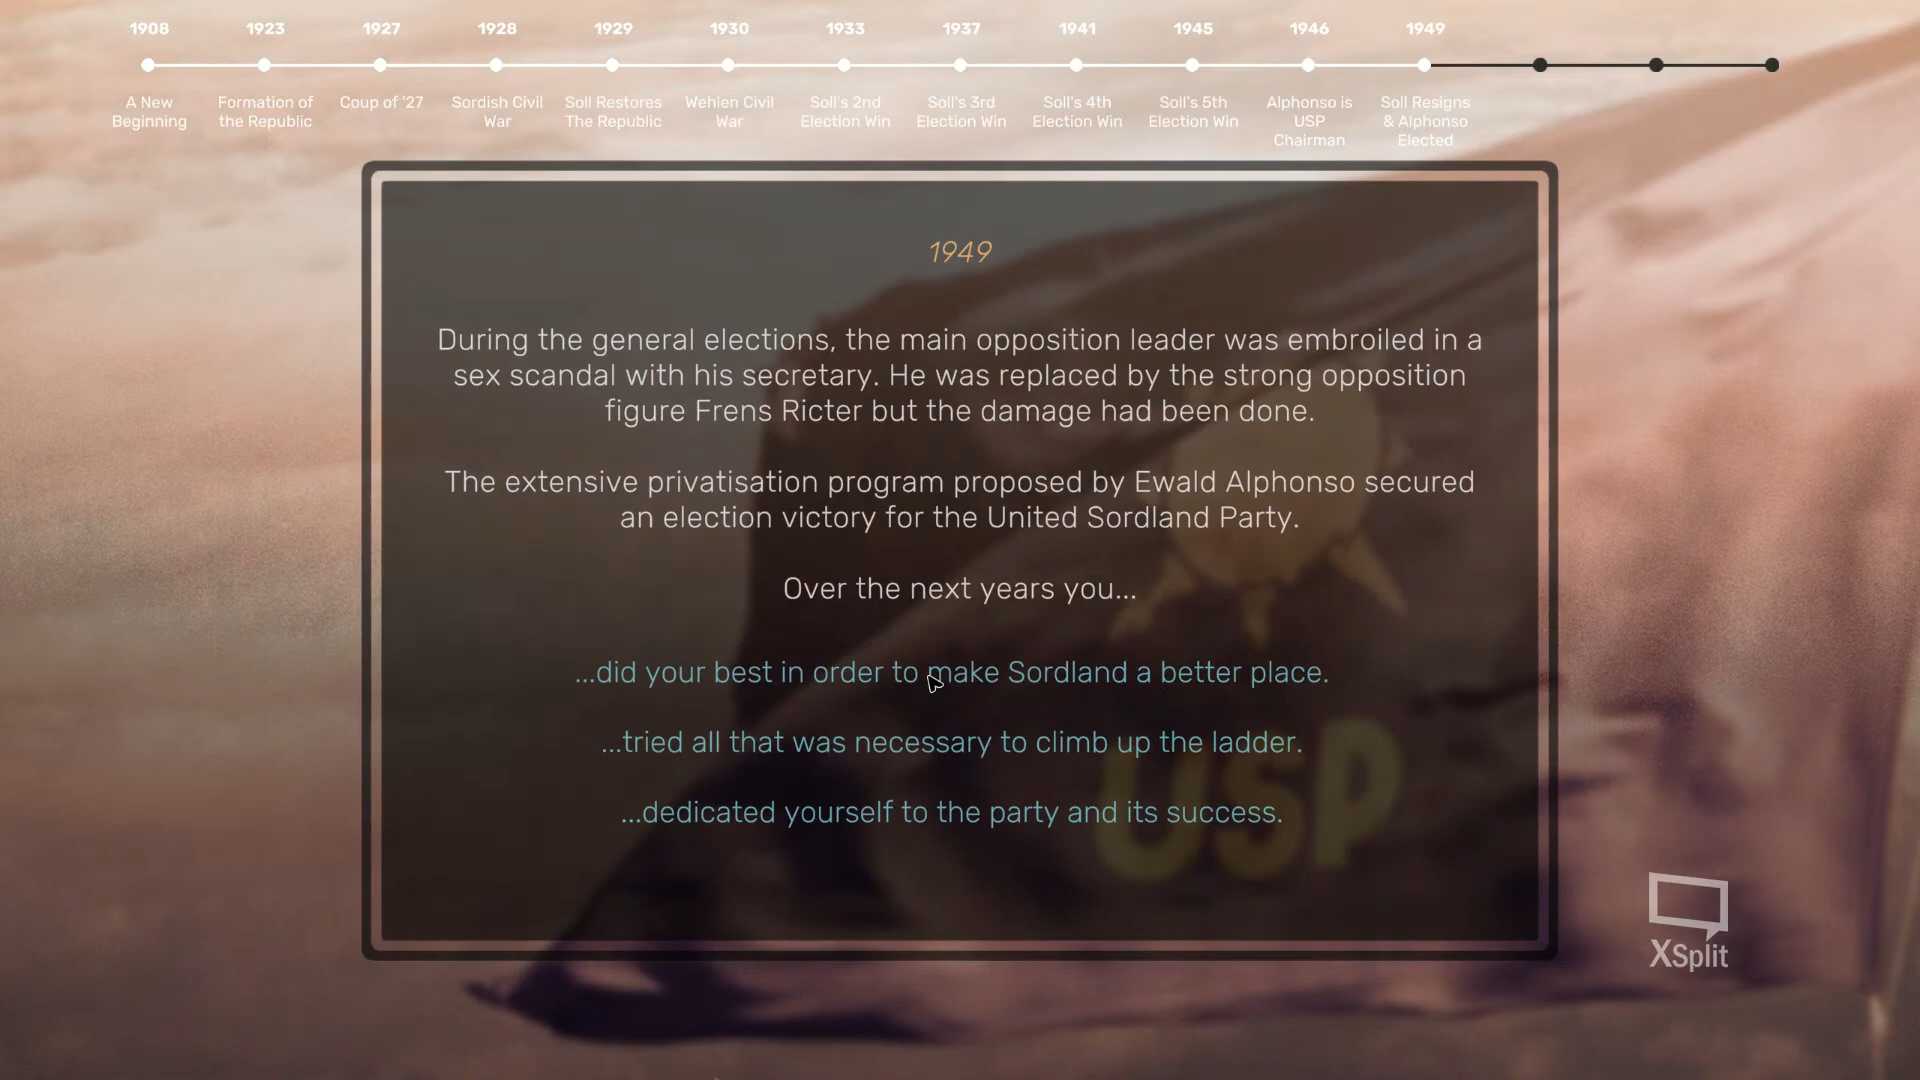 1908
1923
1927
1928
1929
1930
1933
1937
1941
1945
1946
1949
A New
Beginning
Formation of
the Republic
Coup of '27
Sordish Civil
War
Soll Restores
The Republic
Wehlen Civil
War
Soll's 2nd
Election Win
Soll's 3rd
Election Win
Soll's 4th
Election Win
Soll's 5th
Election Win
Alphonso is
USP
Chairman
Soll Resigns
& Alphonso
Elected
1949
During the general elections, the main opposition leader was embroiled in a
sex scandal with his secretary. He was replaced by the strong opposition
figure Frens Ricter but the damage had been done.
The extensive privatisation program proposed by Ewald Alphonso secured
an election victory for the United Sordland Party.
Over the next years you...
...did your best in order to make Sordland a better place.
...tried all that was necessary to climb up the ladder.
...dedicated yourself to the party and its success.
USP
XSplit